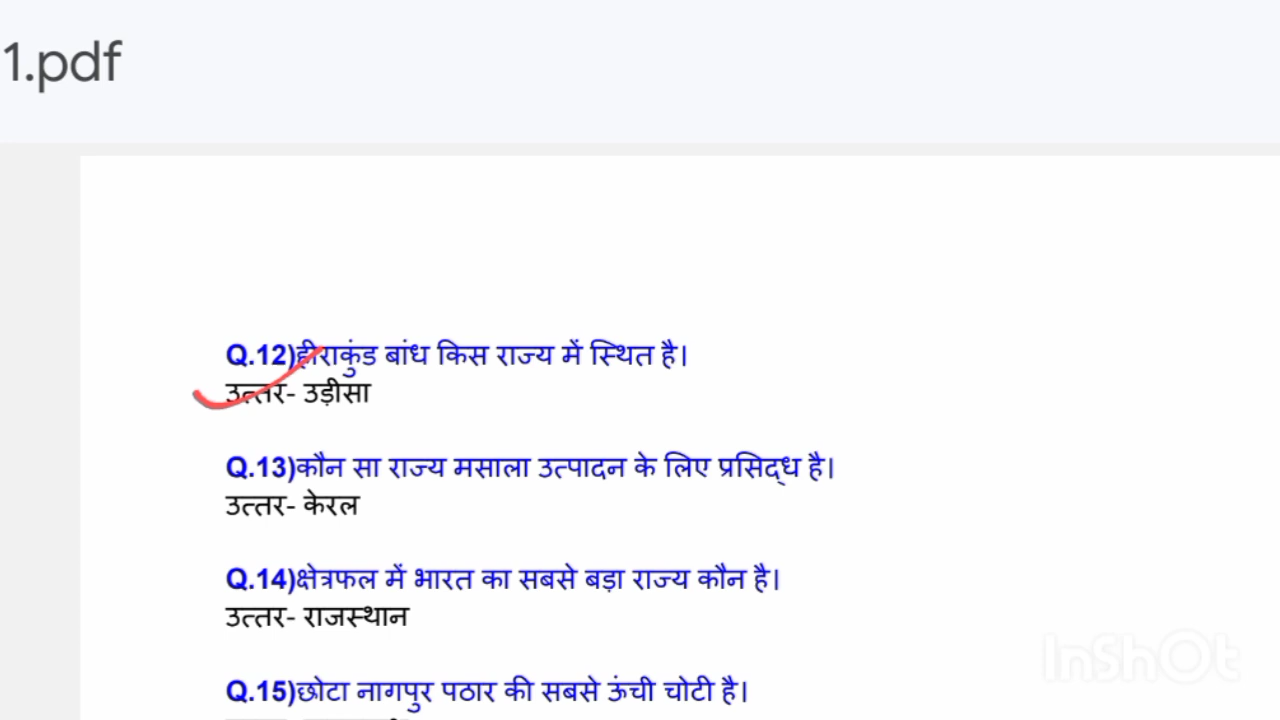 1.pdf
Q.12)हीराकुंड बांध किस राज्य में स्थित है।
उत्तर- उड़ीसा
Q.13)कौन सा राज्य मसाला उत्पादन के लिए प्रसिद्ध है।
उत्तर- केरल
Q.14)क्षेत्रफल में भारत का सबसे बड़ा राज्य कौन है।
उत्तर- राजस्थान
Q.15)छोटा नागपुर पठार की सबसे ऊंची चोटी है।
InShOt